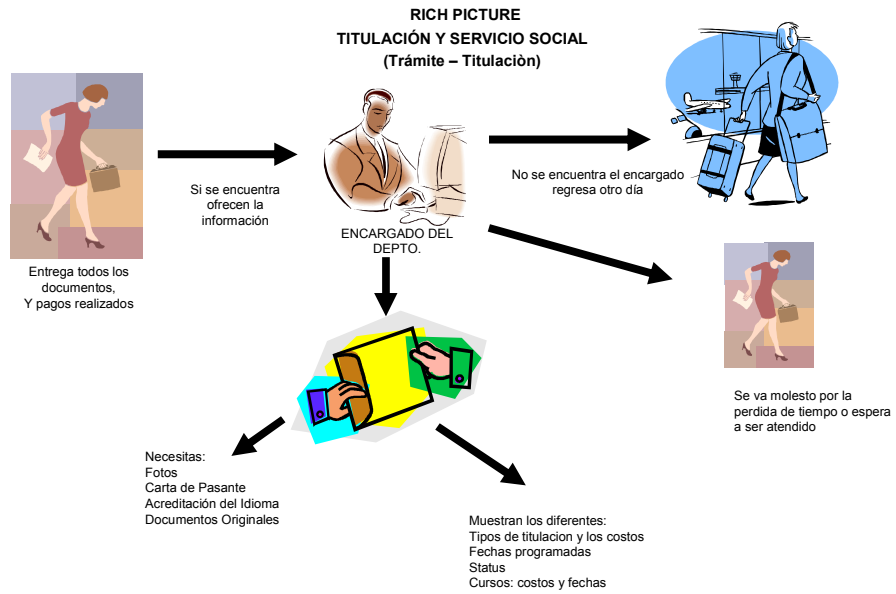 RICH PICTURE
TITULACIÓN Y SERVICIO SOCIAL
(Trámite – Titulaciòn)
Si se encuentra
ofrecen la
información
No se encuentra el encargado
regresa otro día
ENCARGADO DEL
DEPTO.
Entrega todos los
documentos,
Y pagos realizados
Se va molesto por la
perdida de tiempo o espera
a ser atendido
Necesitas:
Fotos
Carta de Pasante
Acreditación del Idioma
Documentos Originales
Muestran los diferentes:
Tipos de titulacion y los costos
Fechas programadas
Status
Cursos: costos y fechas